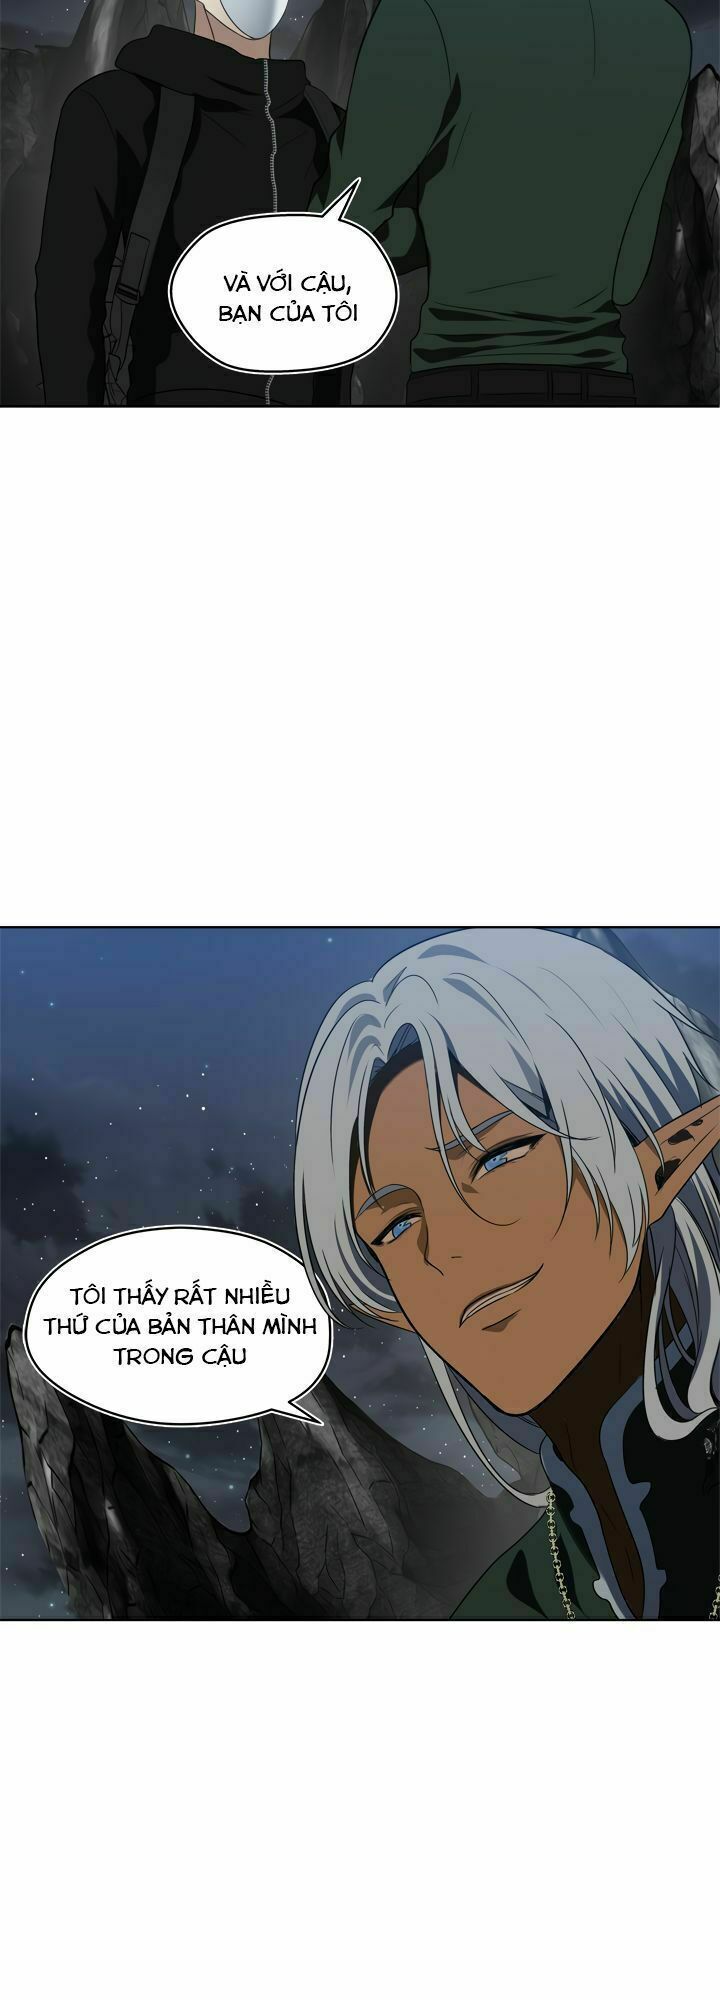 VÀ VỚI CẬU,
BẠN CỦA TÔI
TÔI THẤY RẤT NHIỀU
THỨ CỦA BẢN THÂN MÌNH
TRONG CẬU